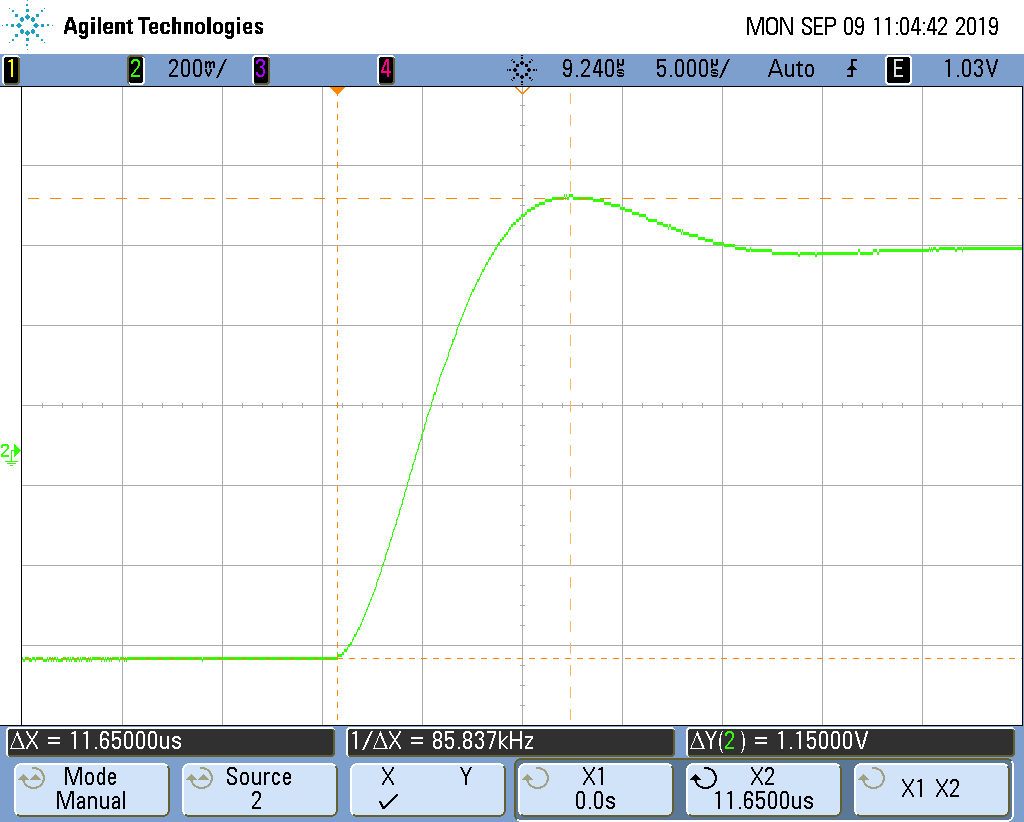 Agilent Technologies MON SEP 09 11:04:42 2019
1 2 200mV/ 3 4 9.240us 5.000us/ Auto E 1.03V
2
ΔX = 11.65000us 1/ΔX = 85.837kHz ΔY(2) = 1.15000V
Mode Source X Y X1 X2 X1 X2
Manual 2 ✓ 0.0s 11.6500us